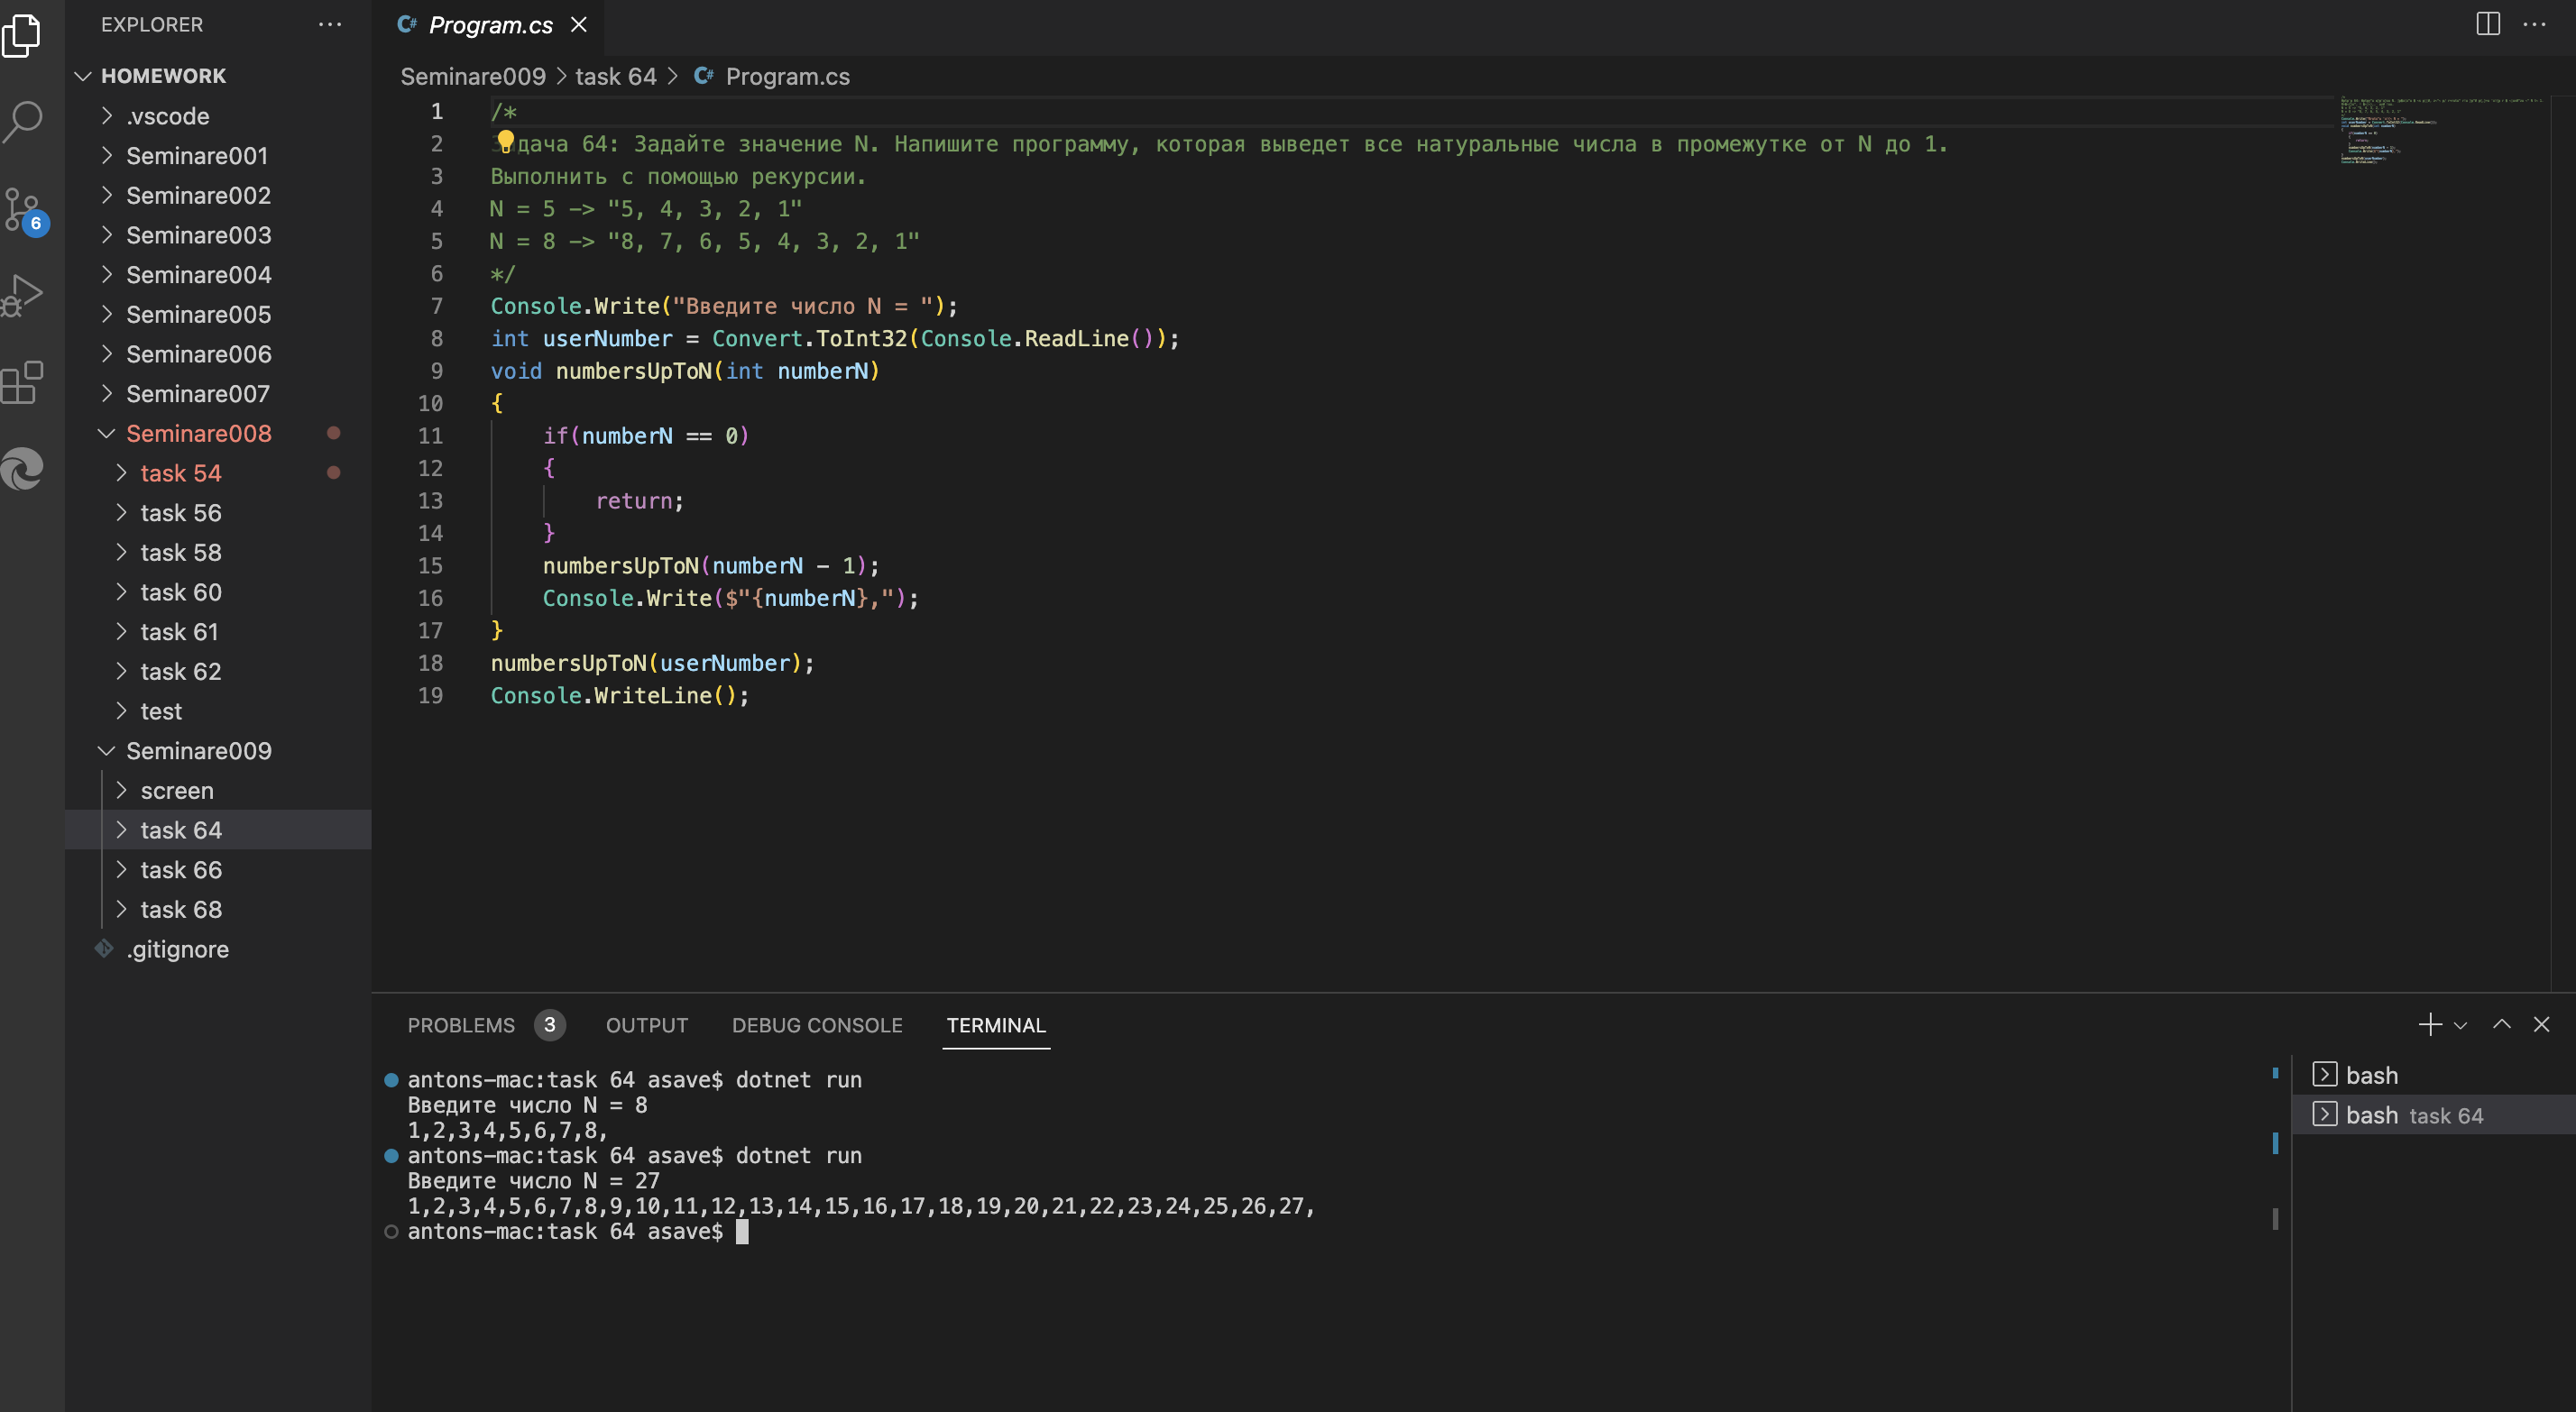 EXPLORER
HOMEWORK
.vscode
Seminare001
Seminare002
Seminare003
Seminare004
Seminare005
Seminare006
Seminare007
Seminare008
task 54
task 56
task 58
task 60
task 61
task 62
test
Seminare009
screen
task 64
task 66
task 68
.gitignore
6
C# Program.cs
Seminare009 > task 64 > C# Program.cs
1 /*
2 дача 64: Задайте значение N. Напишите программу, которая выведет все натуральные числа в промежутке от N до 1.
3 Выполнить с помощью рекурсии.
4 N = 5 -> "5, 4, 3, 2, 1"
5 N = 8 -> "8, 7, 6, 5, 4, 3, 2, 1"
6 */
7 Console.Write("Введите число N = ");
8 int userNumber = Convert.ToInt32(Console.ReadLine());
9 void numbersUpToN(int numberN)
10 {
11 if(numberN == 0)
12 {
13 return;
14 }
15 numbersUpToN(numberN - 1);
16 Console.Write($"{numberN},");
17 }
18 numbersUpToN(userNumber);
19 Console.WriteLine();
PROBLEMS 3 OUTPUT DEBUG CONSOLE TERMINAL
antons-mac:task 64 asave$ dotnet run
Введите число N = 8
1,2,3,4,5,6,7,8,
antons-mac:task 64 asave$ dotnet run
Введите число N = 27
1,2,3,4,5,6,7,8,9,10,11,12,13,14,15,16,17,18,19,20,21,22,23,24,25,26,27,
antons-mac:task 64 asave$
bash
bash task 64